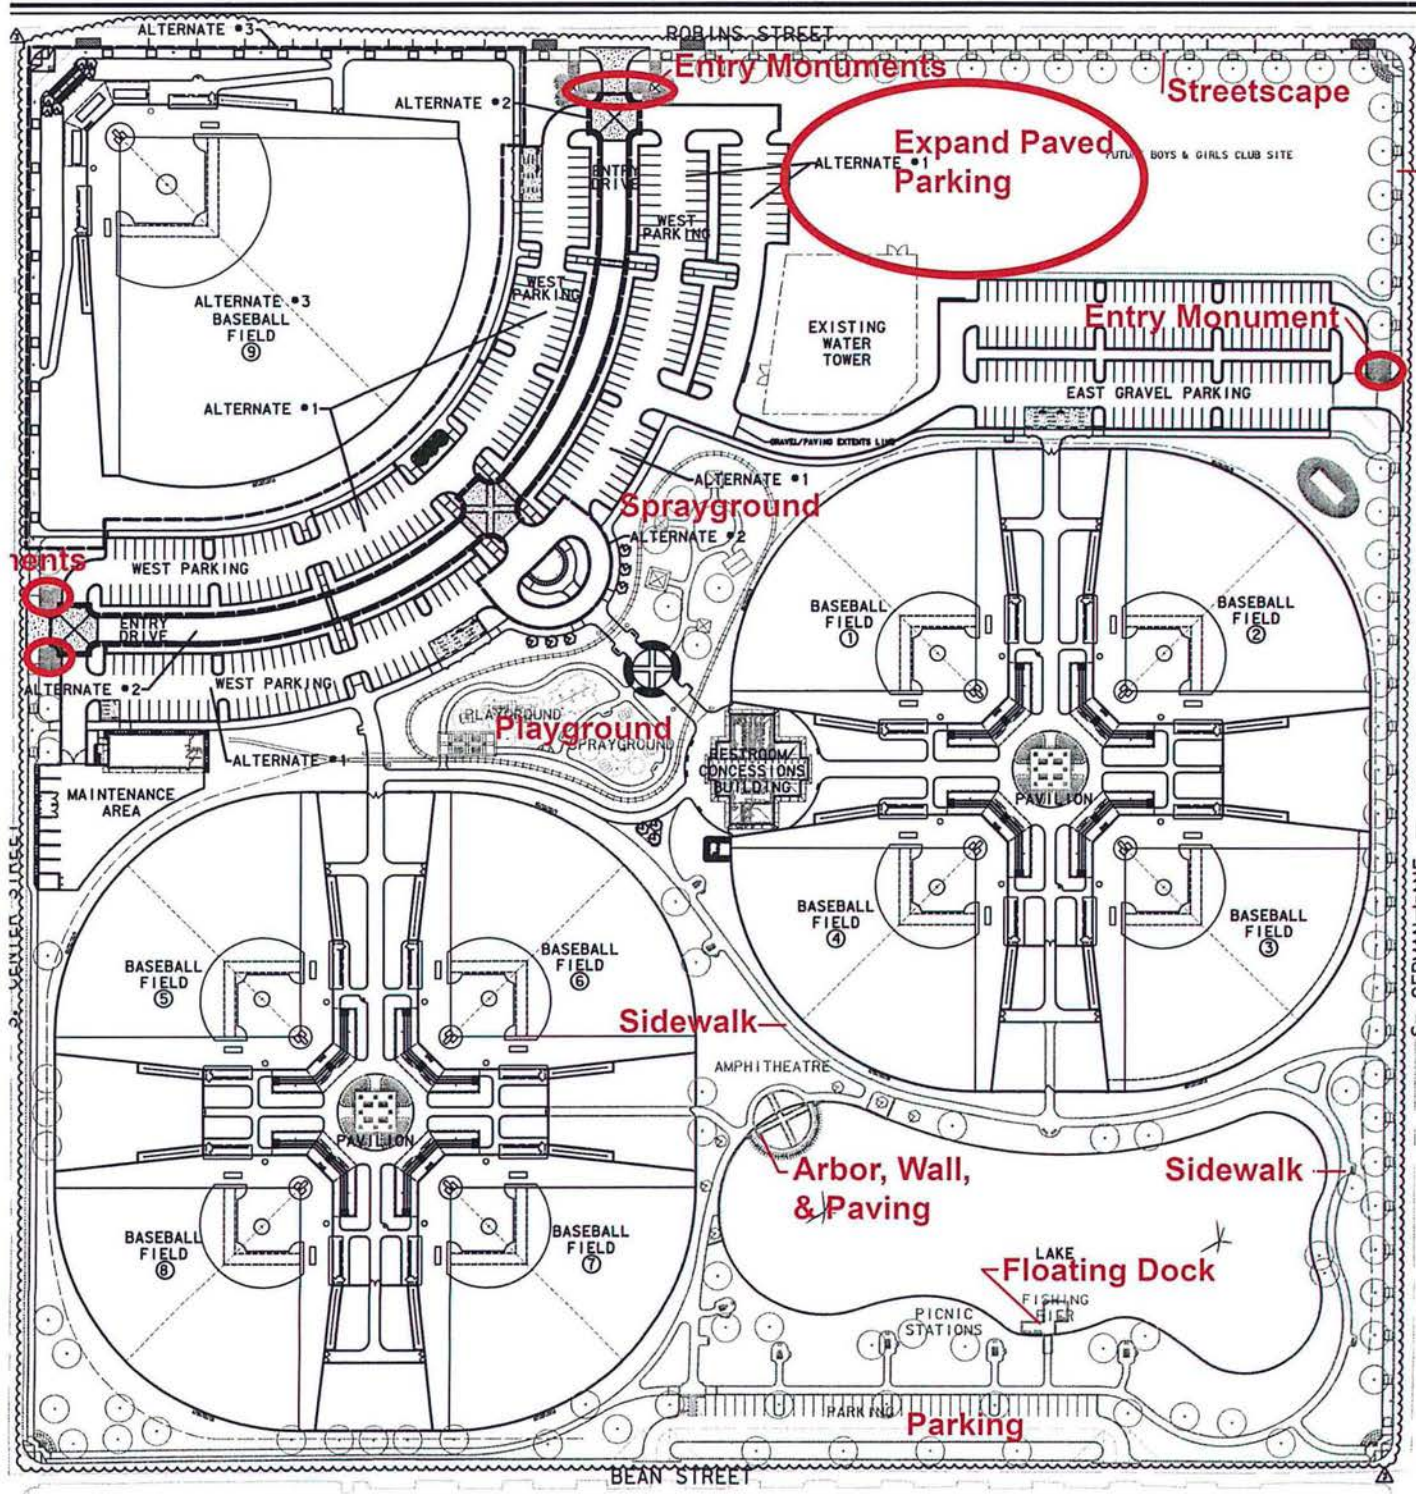 ALTERNATE •3
ROBINS STREET
Entry Monuments
Streetscape
ALTERNATE •2
Expand Paved
Parking
ALTERNATE •1
BOYS & GIRLS CLUB SITE
ENTRY
DRIVE
WEST
PARKING
WEST
PARKING
ALTERNATE •3
BASEBALL
FIELD
9
EXISTING
WATER
TOWER
Entry Monument
EAST GRAVEL PARKING
ALTERNATE •1
GRAVEL/PAVING EXTENTS LINE
ALTERNATE •1
Sprayground
ALTERNATE •2
ments
WEST PARKING
ENTRY
DRIVE
ALTERNATE •2
WEST PARKING
BASEBALL
FIELD
1
BASEBALL
FIELD
2
PLAYGROUND
Playground
SPRAYGROUND
ALTERNATE •1
RESTROOM/
CONCESSIONS
BUILDING
PAVILION
MAINTENANCE
AREA
S. CENTER STREET
BASEBALL
FIELD
4
BASEBALL
FIELD
3
BASEBALL
FIELD
5
BASEBALL
FIELD
6
Sidewalk
AMPHITHEATRE
PAVILION
Arbor, Wall,
& Paving
Sidewalk
BASEBALL
FIELD
8
BASEBALL
FIELD
7
LAKE
Floating Dock
FISHING
PIER
PICNIC
STATIONS
PARKING
Parking
BEAN STREET